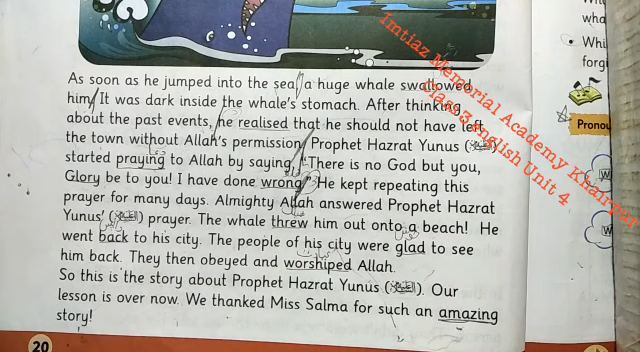 As soon as he jumped into the sea, a huge whale swallowed
him. It was dark inside the whale's stomach. After thinking
about the past events, he realised that he should not have left
the town without Allah's permission. Prophet Hazrat Yunus ()
started praying to Allah by saying, "There is no God but you,
Glory be to you! I have done wrong." He kept repeating this
prayer for many days. Almighty Allah answered Prophet Hazrat
Yunus' () prayer. The whale threw him out onto a beach! He
went back to his city. The people of his city were glad to see
him back. They then obeyed and worshiped Allah.
So this is the story about Prophet Hazrat Yunus (). Our
lesson is over now. We thanked Miss Salma for such an amazing
story!
20
Imtiaz Memorial Academy Khairpur
Class 3 English Unit 4
wha
Whi
forgi
Pronou
W
W